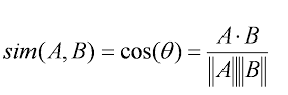 sim(A, B) = cos(θ) = A · B / ‖A‖‖B‖